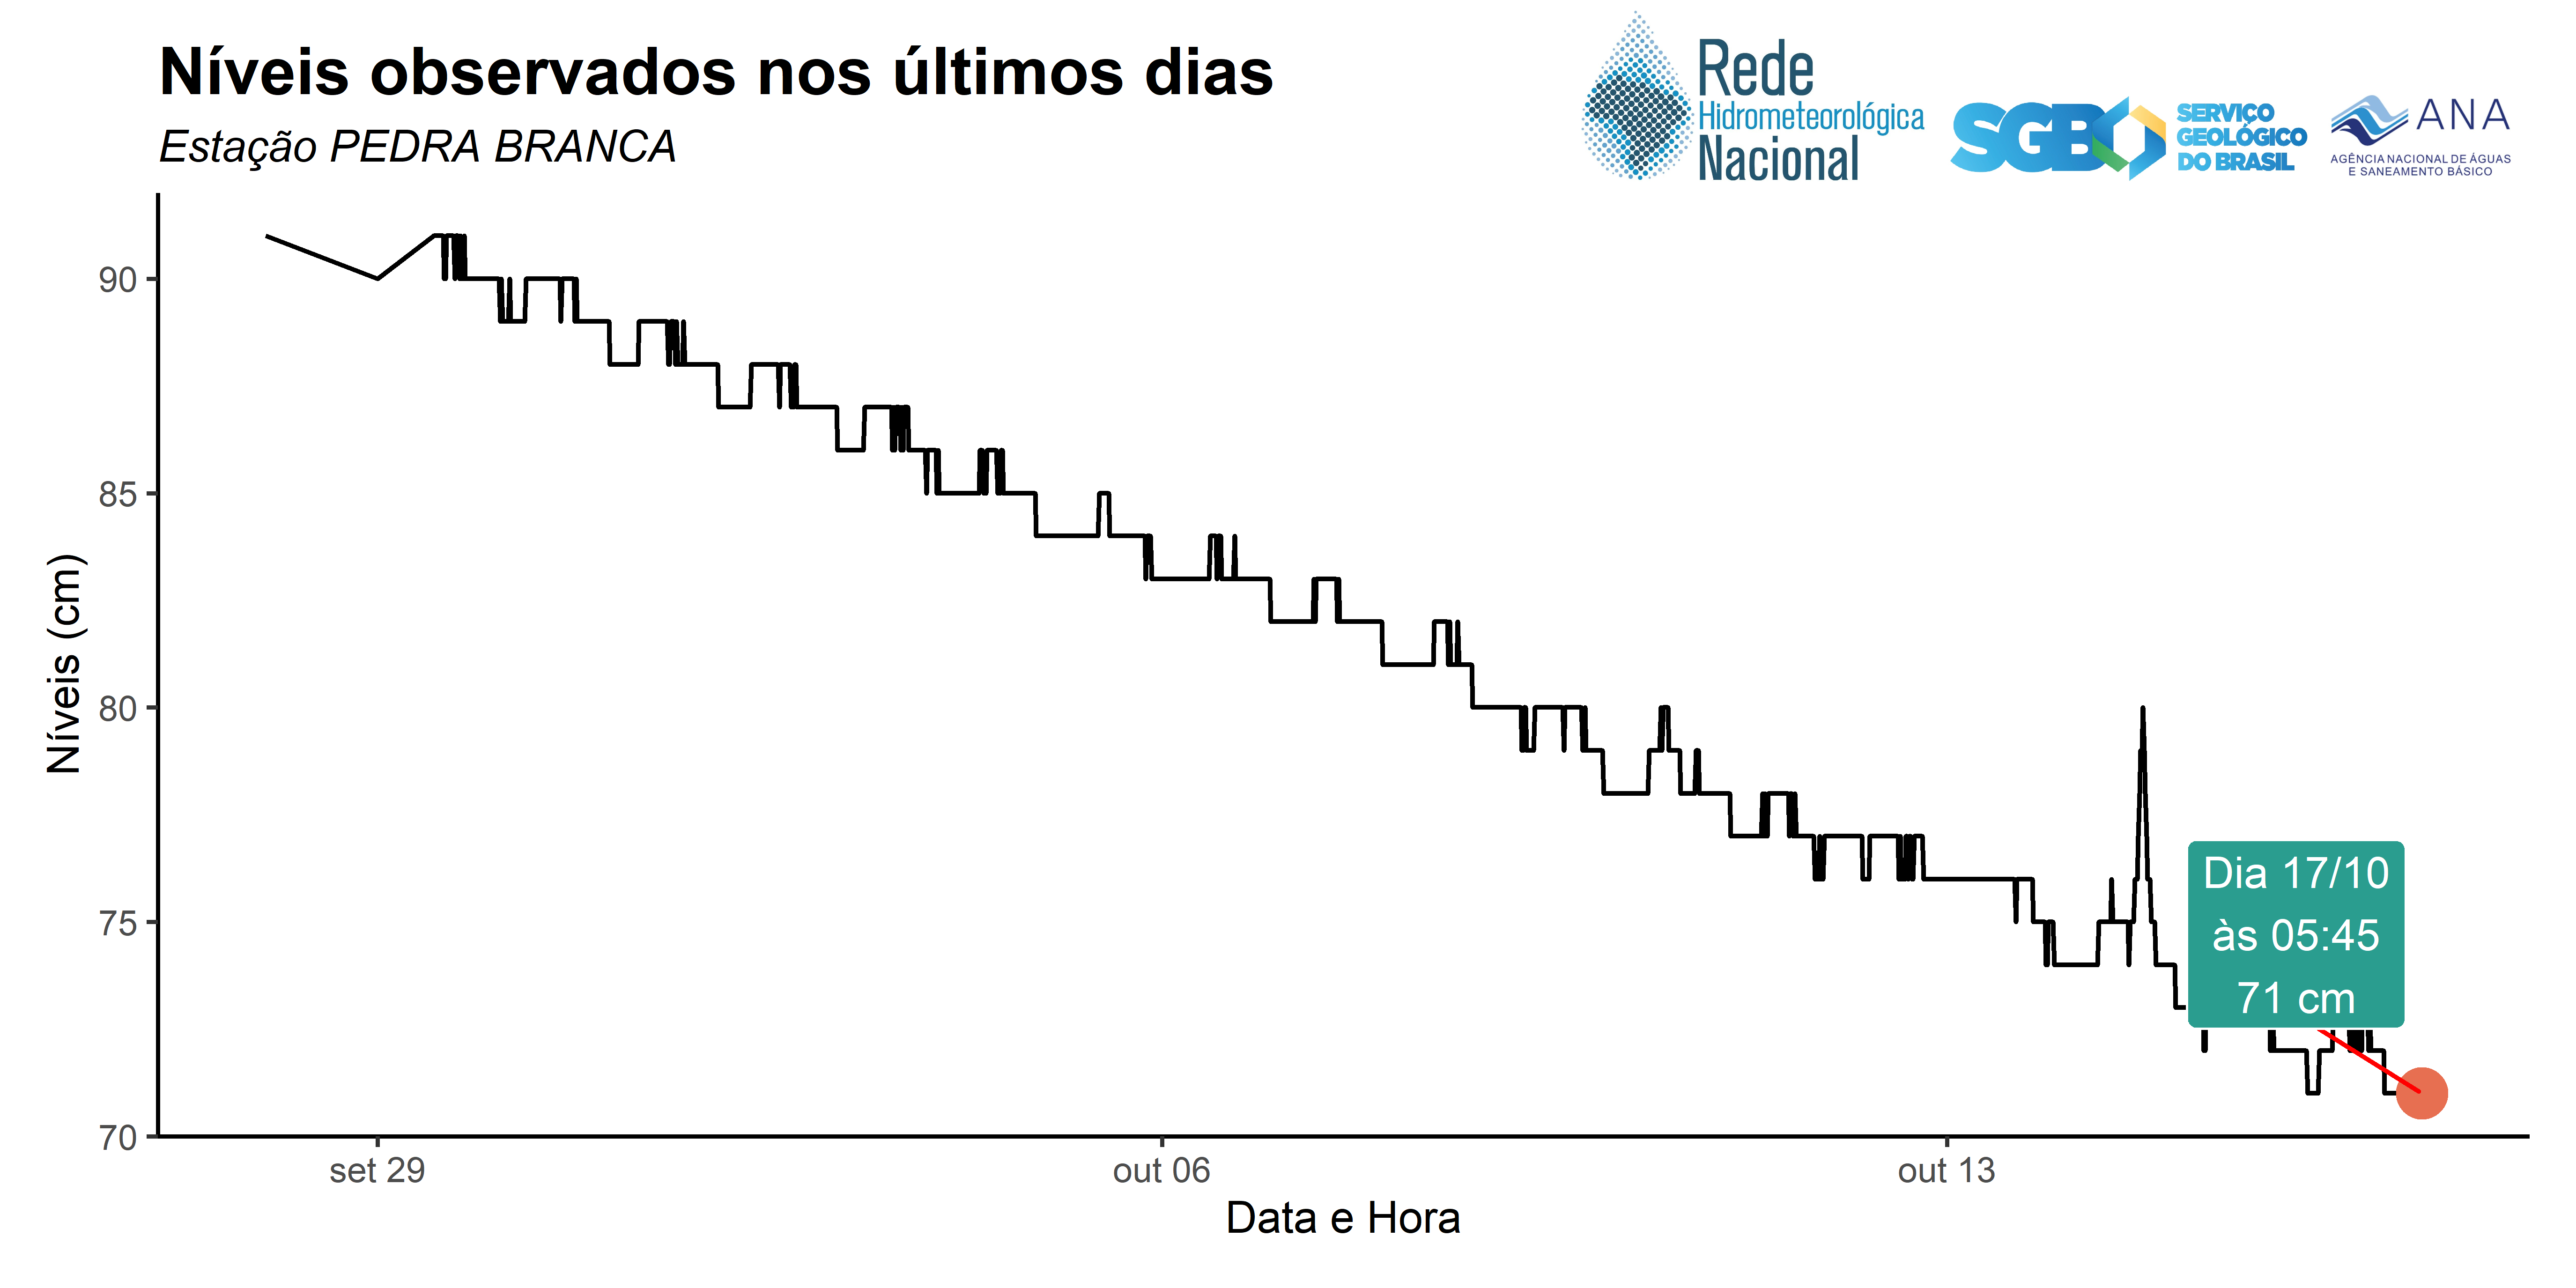 Níveis observados nos últimos dias
Estação PEDRA BRANCA
Rede
Hidrometeorológica
Nacional
SGB
SERVIÇO
GEOLÓGICO
DO BRASIL
ANA
AGÊNCIA NACIONAL DE ÁGUAS
E SANEAMENTO BÁSICO
Níveis (cm)
90
85
80
75
70
Dia 17/10
às 05:45
71 cm
set 29
out 06
out 13
Data e Hora